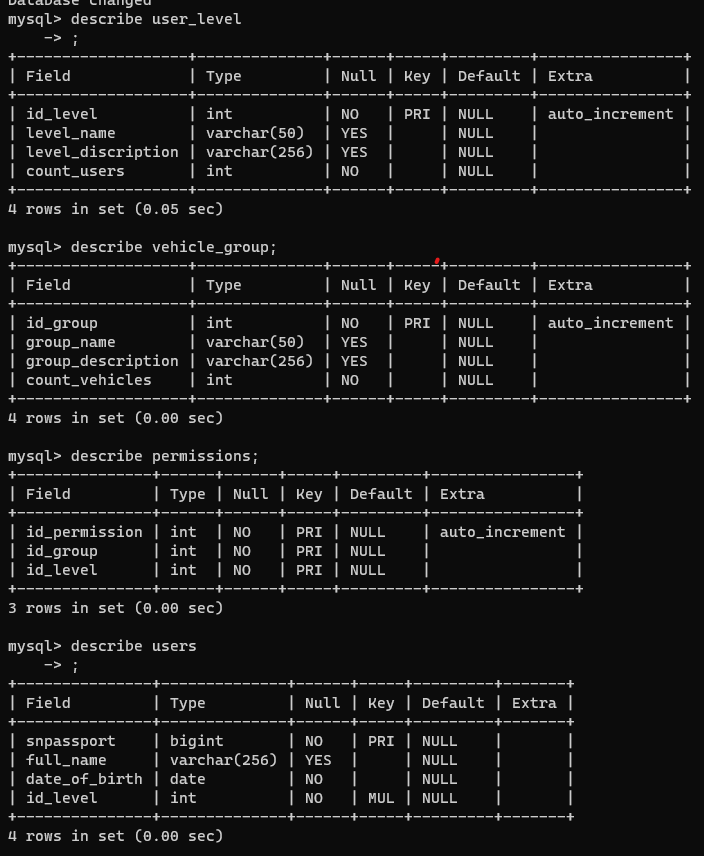 Database changed
mysql> describe user_level
    -> ;
+-------------------+--------------+------+-----+---------+----------------+
| Field             | Type         | Null | Key | Default | Extra          |
+-------------------+--------------+------+-----+---------+----------------+
| id_level          | int          | NO   | PRI | NULL    | auto_increment |
| level_name        | varchar(50)  | YES  |     | NULL    |                |
| level_discription | varchar(256) | YES  |     | NULL    |                |
| count_users       | int          | NO   |     | NULL    |                |
+-------------------+--------------+------+-----+---------+----------------+
4 rows in set (0.05 sec)

mysql> describe vehicle_group;
+-------------------+--------------+------+-----+---------+----------------+
| Field             | Type         | Null | Key | Default | Extra          |
+-------------------+--------------+------+-----+---------+----------------+
| id_group          | int          | NO   | PRI | NULL    | auto_increment |
| group_name        | varchar(50)  | YES  |     | NULL    |                |
| group_description | varchar(256) | YES  |     | NULL    |                |
| count_vehicles    | int          | NO   |     | NULL    |                |
+-------------------+--------------+------+-----+---------+----------------+
4 rows in set (0.00 sec)

mysql> describe permissions;
+---------------+------+------+-----+---------+----------------+
| Field         | Type | Null | Key | Default | Extra          |
+---------------+------+------+-----+---------+----------------+
| id_permission | int  | NO   | PRI | NULL    | auto_increment |
| id_group      | int  | NO   | PRI | NULL    |                |
| id_level      | int  | NO   | PRI | NULL    |                |
+---------------+------+------+-----+---------+----------------+
3 rows in set (0.00 sec)

mysql> describe users
    -> ;
+---------------+--------------+------+-----+---------+-------+
| Field         | Type         | Null | Key | Default | Extra |
+---------------+--------------+------+-----+---------+-------+
| snpassport    | bigint       | NO   | PRI | NULL    |       |
| full_name     | varchar(256) | YES  |     | NULL    |       |
| date_of_birth | date         | NO   |     | NULL    |       |
| id_level      | int          | NO   | MUL | NULL    |       |
+---------------+--------------+------+-----+---------+-------+
4 rows in set (0.00 sec)